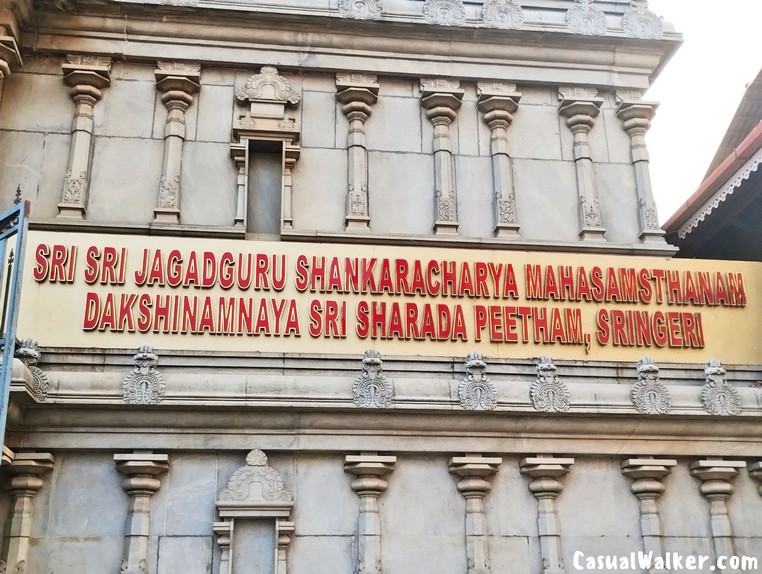 SRI SRI JAGADGURU SHANKARACHARYA MAHASAMSTHANAM
DAKSHINAMNAYA SRI SHARADA PEETHAM, SRINGERI
CasualWalker.com